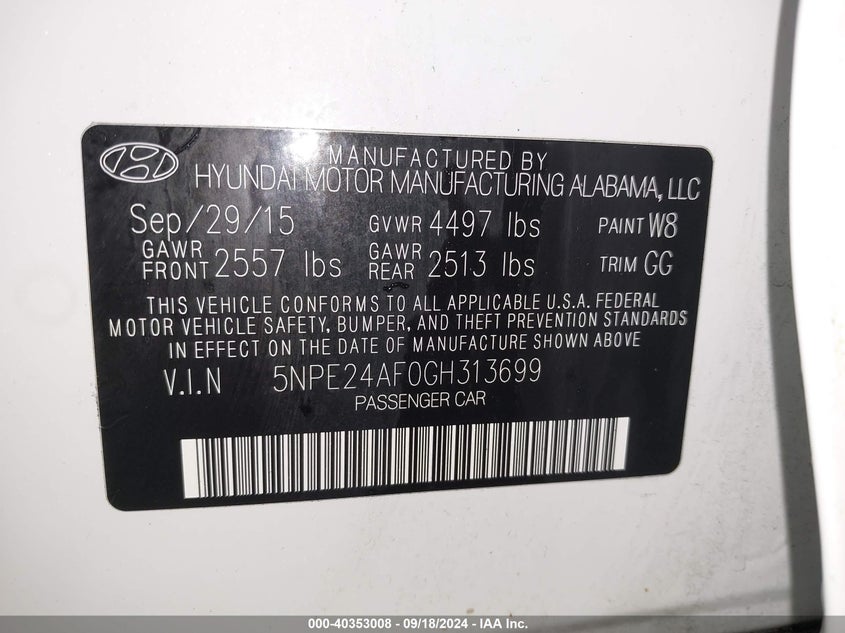 MANUFACTURED BY
HYUNDAI MOTOR MANUFACTURING ALABAMA, LLC
Sep/29/15 GVWR 4497 lbs PAINT W8
GAWR FRONT 2557 lbs GAWR REAR 2513 lbs TRIM GG
THIS VEHICLE CONFORMS TO ALL APPLICABLE U.S.A. FEDERAL
MOTOR VEHICLE SAFETY, BUMPER, AND THEFT PREVENTION STANDARDS
IN EFFECT ON THE DATE OF MANUFACTURE SHOWN ABOVE
V.I.N 5NPE24AF0GH313699
PASSENGER CAR
000-40353008 - 09/18/2024 - IAA Inc.